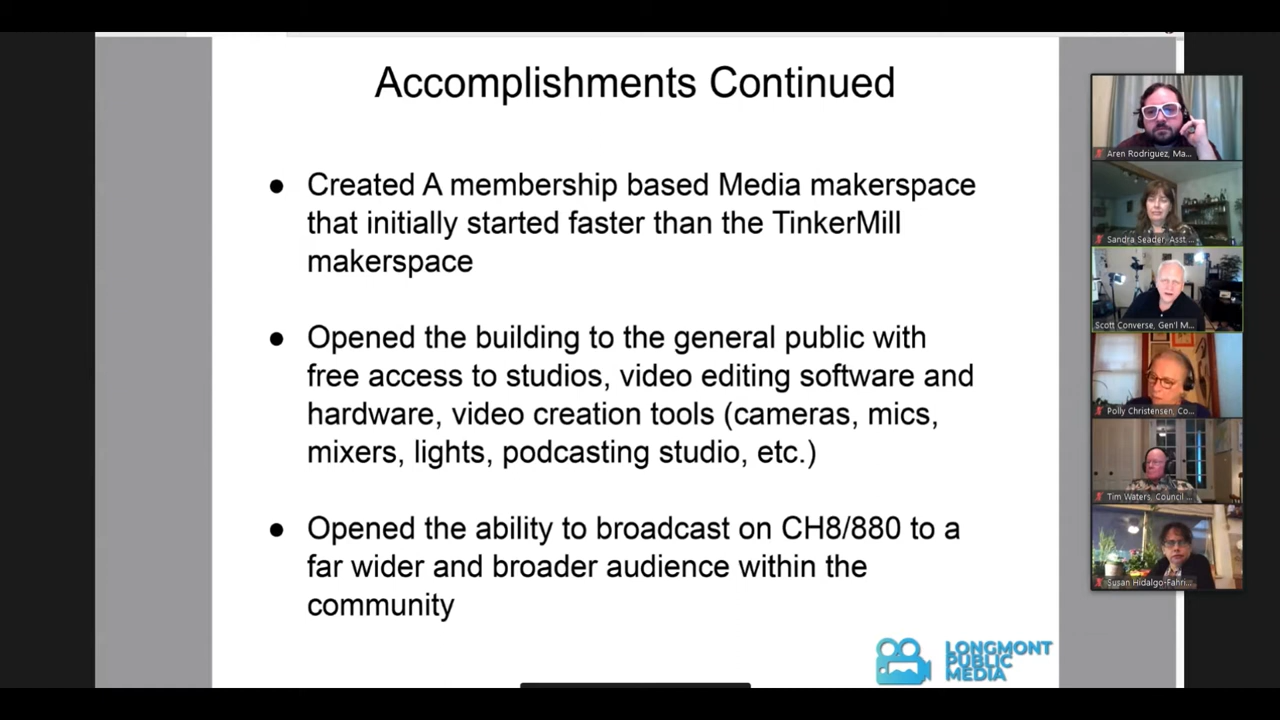 Accomplishments Continued
● Created A membership based Media makerspace
that initially started faster than the TinkerMill
makerspace
● Opened the building to the general public with
free access to studios, video editing software and
hardware, video creation tools (cameras, mics,
mixers, lights, podcasting studio, etc.)
● Opened the ability to broadcast on CH8/880 to a
far wider and broader audience within the
community
LONGMONT
PUBLIC
MEDIA
Aren Rodriguez, Ma...
Sandra Seader, Asst...
Scott Converse, Gen'l M...
Polly Christensen, Co...
Tim Waters, Council ...
Susan Hidalgo-Fahri...